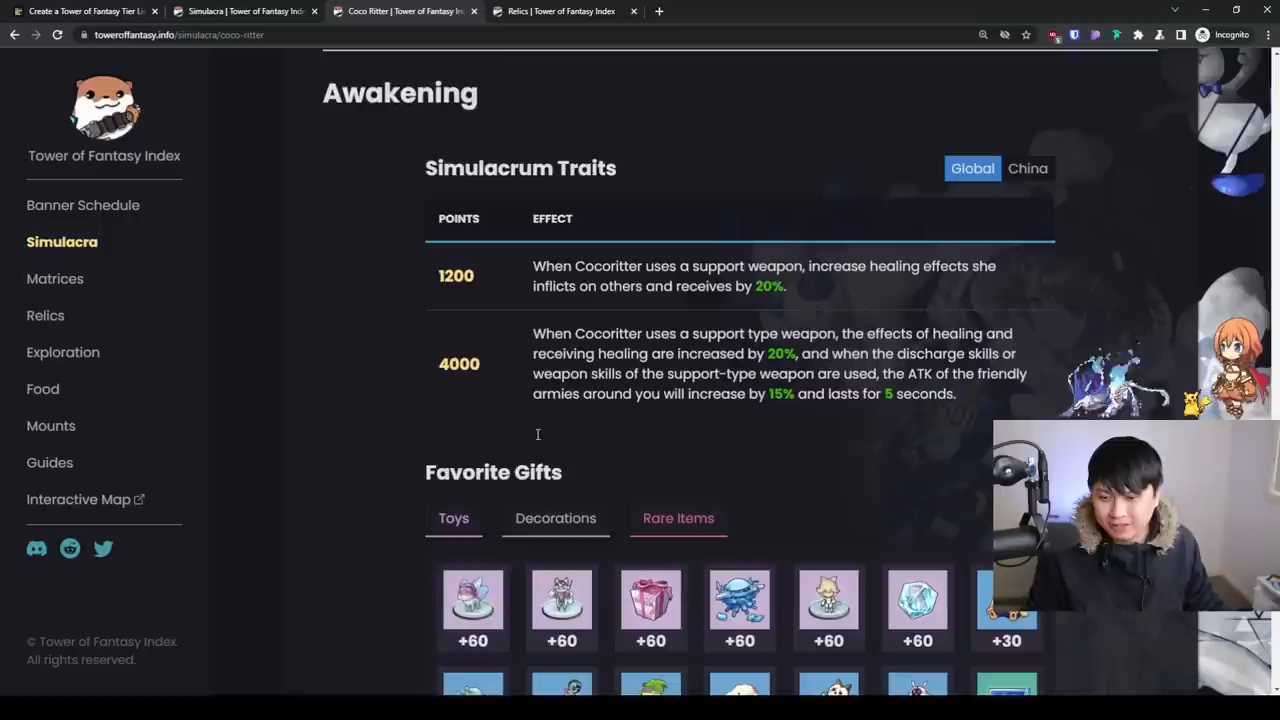 Create a Tower of Fantasy Tier Li
Simulacra | Tower of Fantasy Inde
Coco Ritter | Tower of Fantasy In
Relics | Tower of Fantasy Index
toweroffantasy.info/simulacra/coco-ritter
5
Incognito
Tower of Fantasy Index
Banner Schedule
Simulacra
Matrices
Relics
Exploration
Food
Mounts
Guides
Interactive Map
© Tower of Fantasy Index.
All rights reserved.
Awakening
Simulacrum Traits
Global
China
POINTS
EFFECT
1200
When Cocoritter uses a support weapon, increase healing effects she
inflicts on others and receives by 20%.
4000
When Cocoritter uses a support type weapon, the effects of healing and
receiving healing are increased by 20%, and when the discharge skills or
weapon skills of the support-type weapon are used, the ATK of the friendly
armies around you will increase by 15% and lasts for 5 seconds.
Favorite Gifts
Toys
Decorations
Rare Items
+60
+60
+60
+60
+60
+60
+30